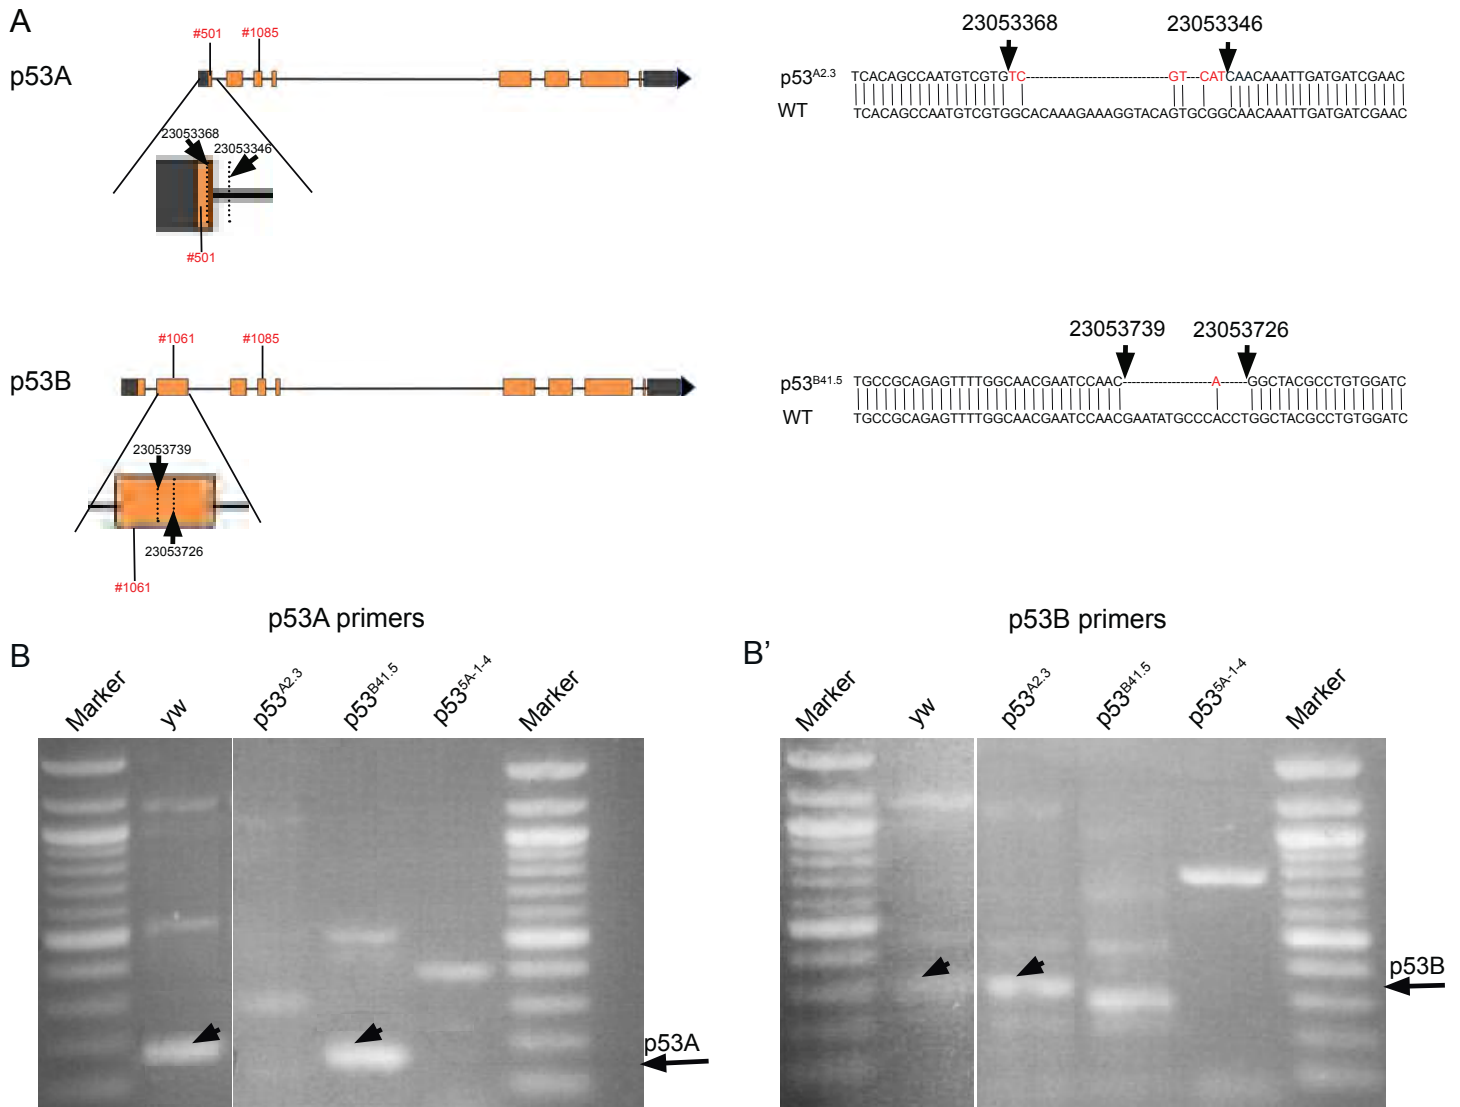 A
p53A
#501
#1085
23053368
23053346
#501
23053368
23053346
p53A2.3
TCACAGCCAATGTCGTGTC-----------------------------GT---CATCAACAAATTGATGATCGAAC
WT
TCACAGCCAATGTCGTGGCACAAAGAAAGGTACAGTGCGGCAACAAATTGATGATCGAAC
p53B
#1061
#1085
23053739
23053726
#1061
23053739
23053726
p53B41.5
TGCCGCAGAGTTTTGGCAACGAATCCAAC-------------------A------GGCTACGCCTGTGGATC
WT
TGCCGCAGAGTTTTGGCAACGAATCCAACGAATATGCCCACCTGGCTACGCCTGTGGATC
B
p53A primers
Marker
yw
p53A2.3
p53B41.5
p535A-1-4
Marker
p53A
B’
p53B primers
Marker
yw
p53A2.3
p53B41.5
p535A-1-4
Marker
p53B